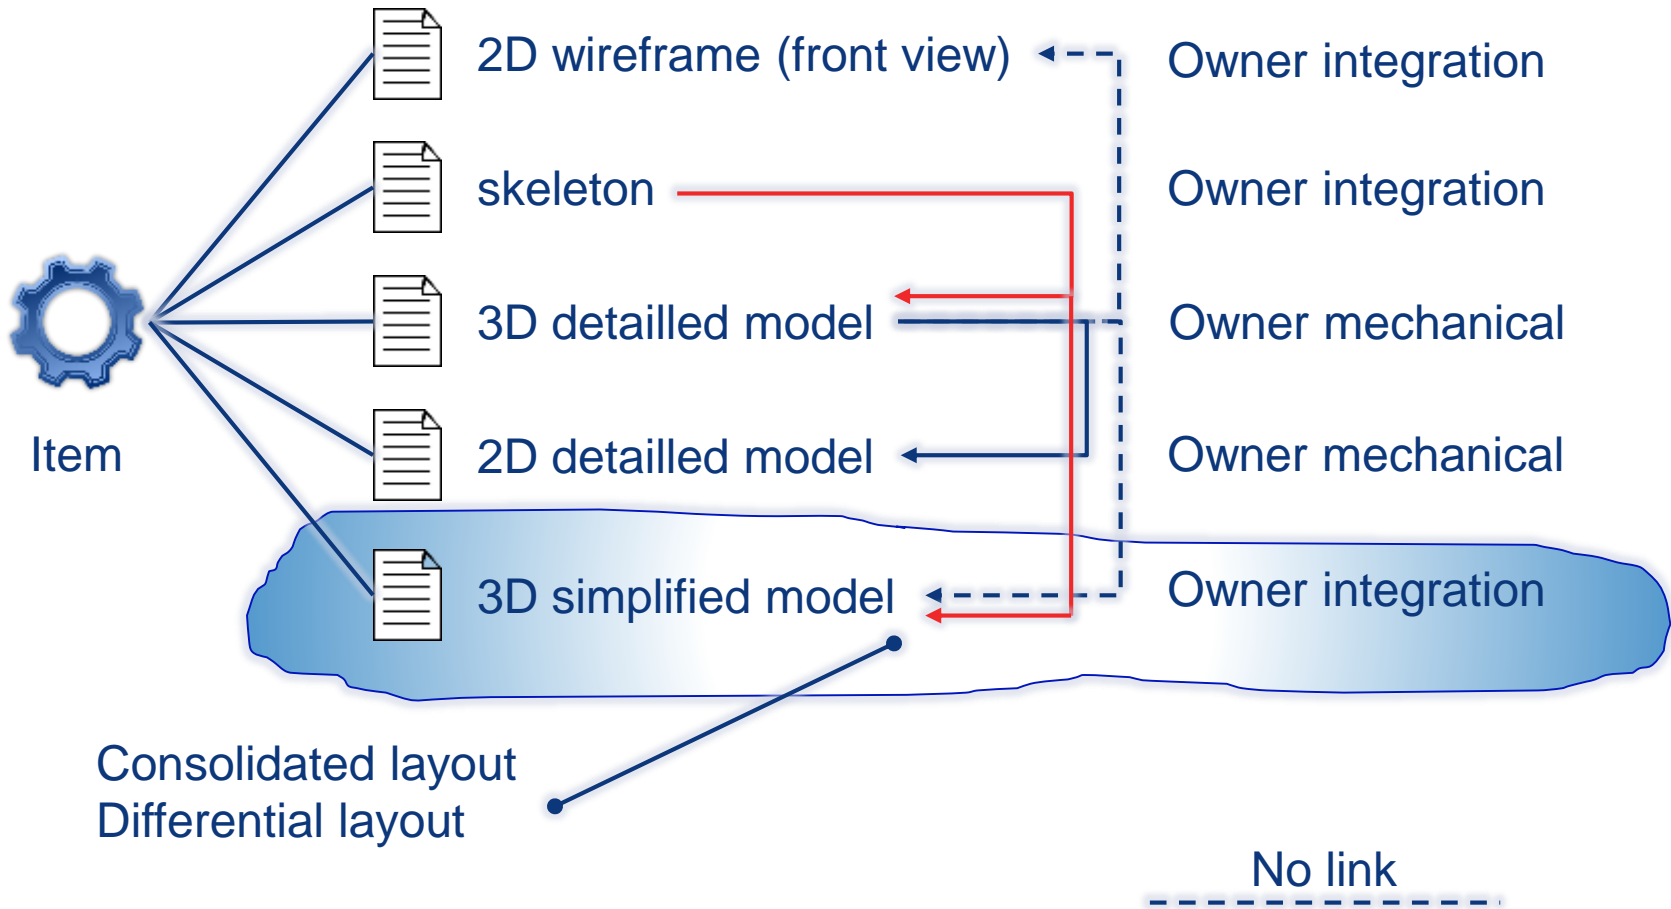 2D wireframe (front view)
Owner integration
skeleton
Owner integration
3D detailled model
Owner mechanical
Item
2D detailled model
Owner mechanical
3D simplified model
Owner integration
Consolidated layout
Differential layout
No link